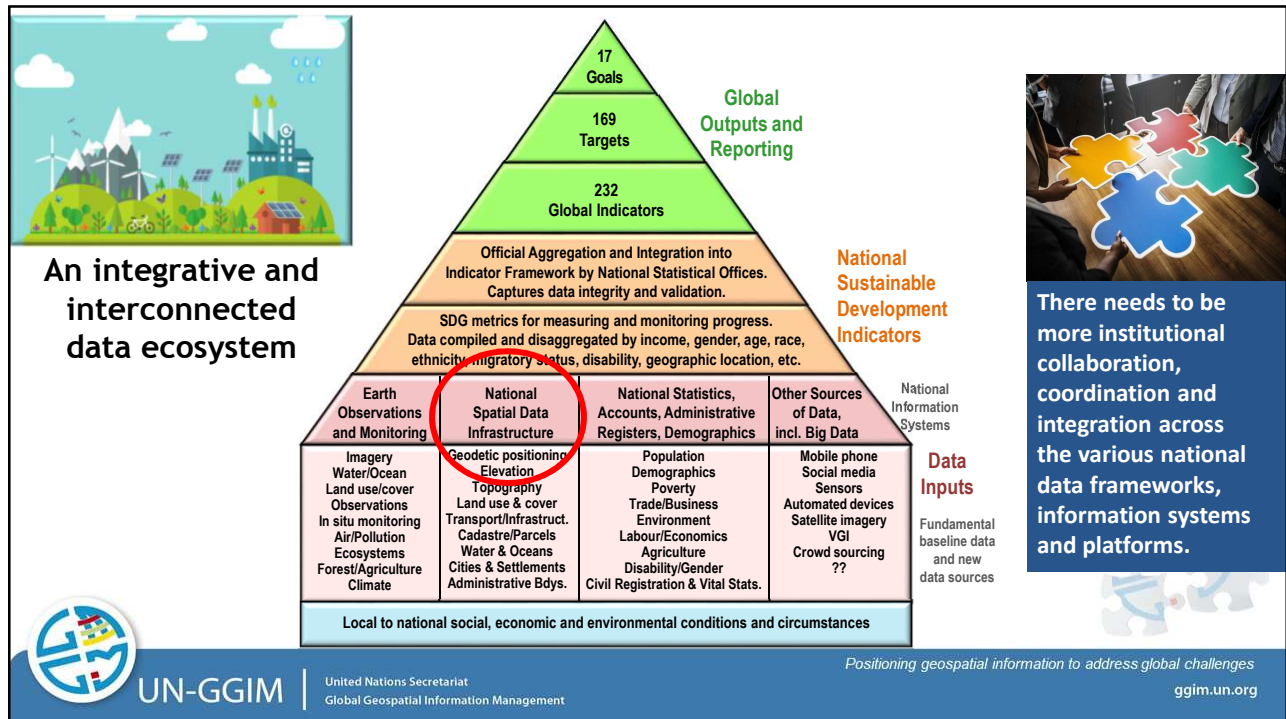 An integrative and
interconnected
data ecosystem
17
Goals
169
Targets
232
Global Indicators
Global
Outputs and
Reporting
Official Aggregation and Integration into
Indicator Framework by National Statistical Offices.
Captures data integrity and validation.
SDG metrics for measuring and monitoring progress.
Data compiled and disaggregated by income, gender, age, race,
ethnicity, migratory status, disability, geographic location, etc.
National
Sustainable
Development
Indicators
Earth
Observations
and Monitoring
National
Spatial Data
Infrastructure
National Statistics,
Accounts, Administrative
Registers, Demographics
Other Sources
of Data,
incl. Big Data
National
Information
Systems
Imagery
Water/Ocean
Land use/cover
Observations
In situ monitoring
Air/Pollution
Ecosystems
Forest/Agriculture
Climate
Geodetic positioning
Elevation
Topography
Land use & cover
Transport/Infrastruct.
Cadastre/Parcels
Water & Oceans
Cities & Settlements
Administrative Bdys.
Population
Demographics
Poverty
Trade/Business
Environment
Labour/Economics
Agriculture
Disability/Gender
Civil Registration & Vital Stats.
Mobile phone
Social media
Sensors
Automated devices
Satellite imagery
VGI
Crowd sourcing
??
Data
Inputs
Fundamental
baseline data
and new
data sources
Local to national social, economic and environmental conditions and circumstances
There needs to be
more institutional
collaboration,
coordination and
integration across
the various national
data frameworks,
information systems
and platforms.
UN-GGIM
United Nations Secretariat
Global Geospatial Information Management
Positioning geospatial information to address global challenges
ggim.un.org